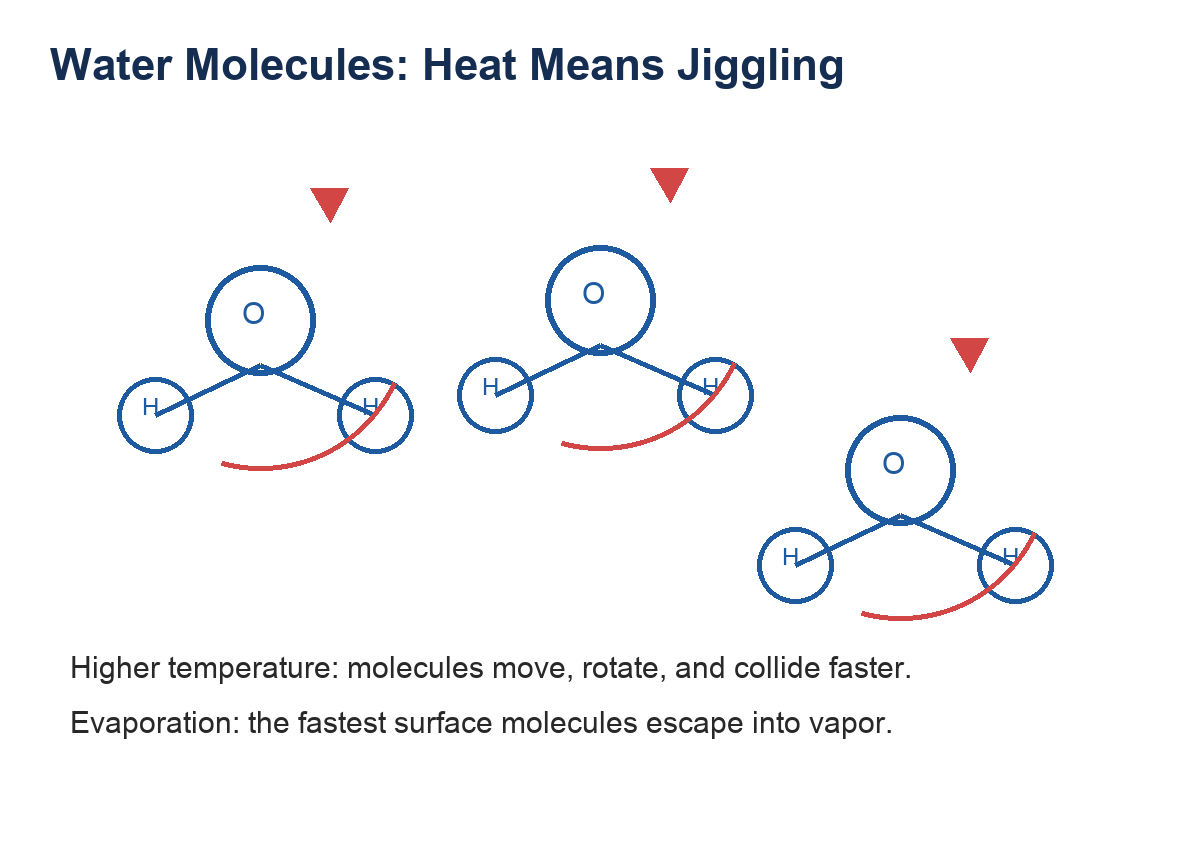 Water Molecules: Heat Means Jiggling
O
H
H
O
H
H
O
H
H
Higher temperature: molecules move, rotate, and collide faster.
Evaporation: the fastest surface molecules escape into vapor.